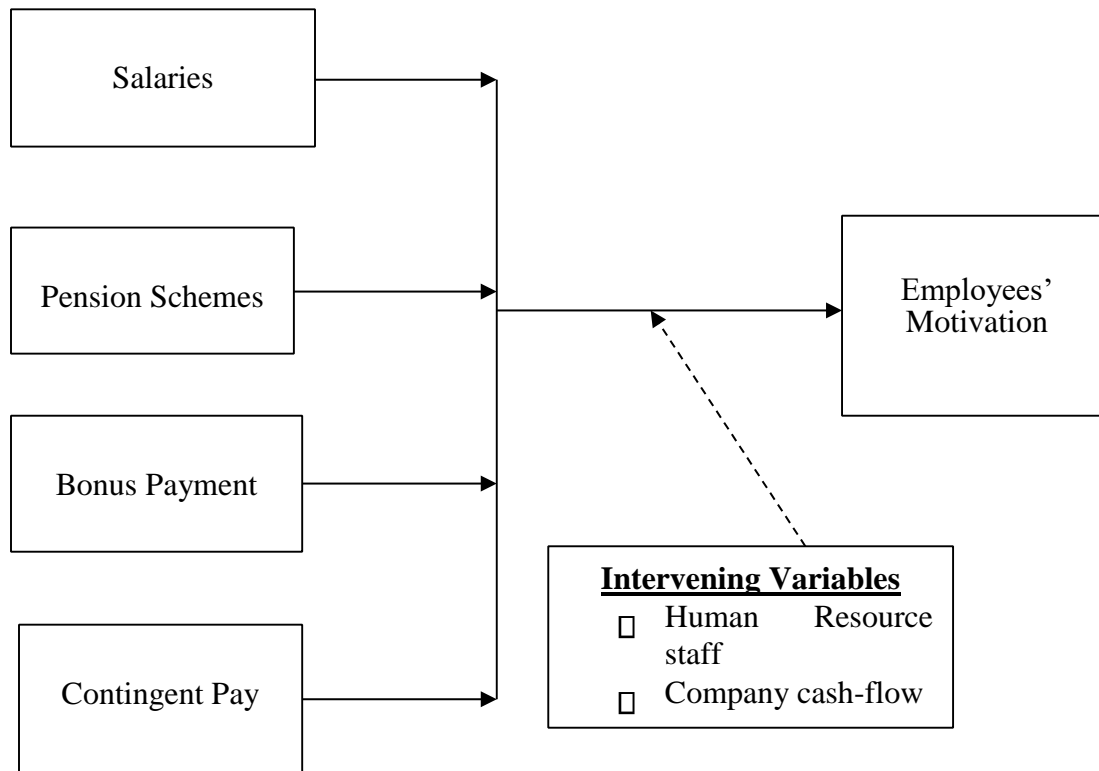 Salaries
Pension Schemes
Bonus Payment
Contingent Pay
Employees’
Motivation
Intervening Variables
Human Resource
staff
Company cash-flow